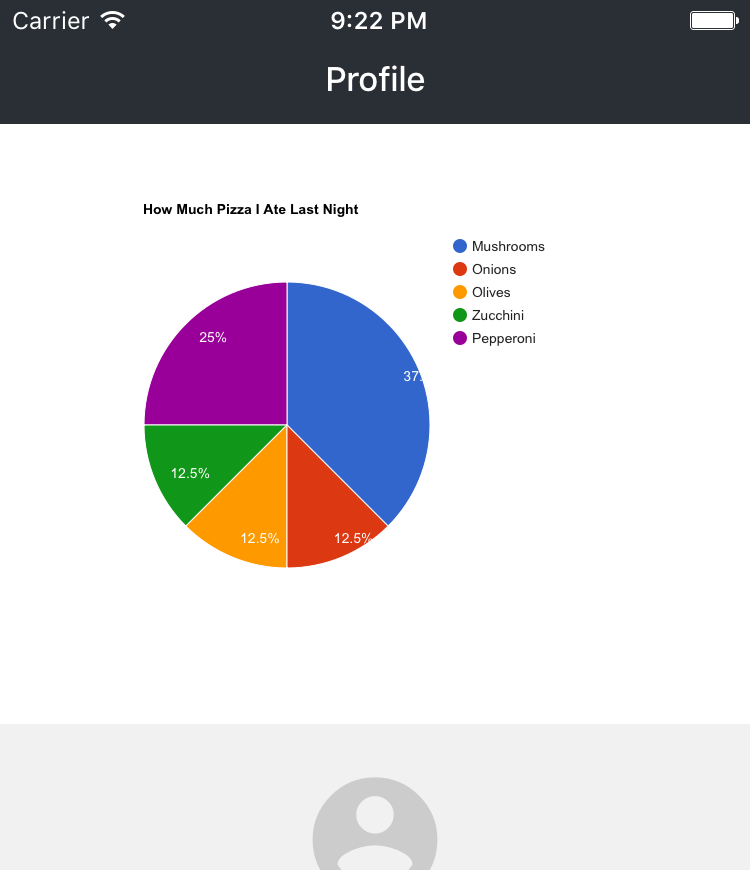 Carrier 9:22 PM
Profile
How Much Pizza I Ate Last Night
Mushrooms
Onions
Olives
Zucchini
Pepperoni
25%
37.
12.5%
12.5% 12.5%